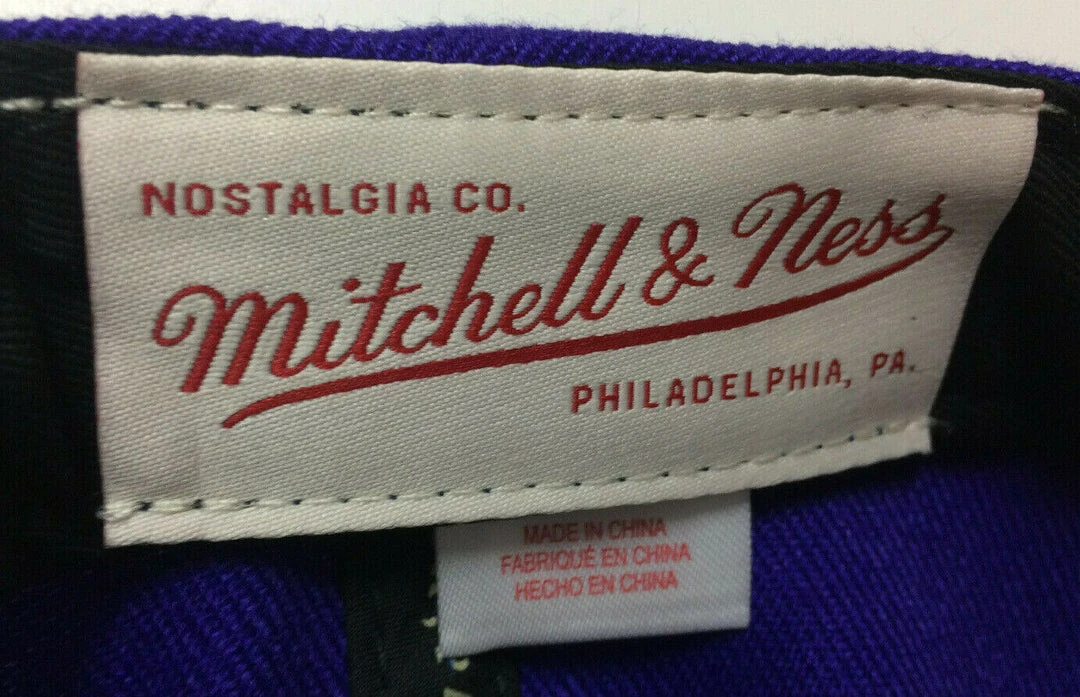 NOSTALGIA CO.
Mitchell & Ness
PHILADELPHIA, PA.
MADE IN CHINA
FABRIQUÉ EN CHINA
HECHO EN CHINA